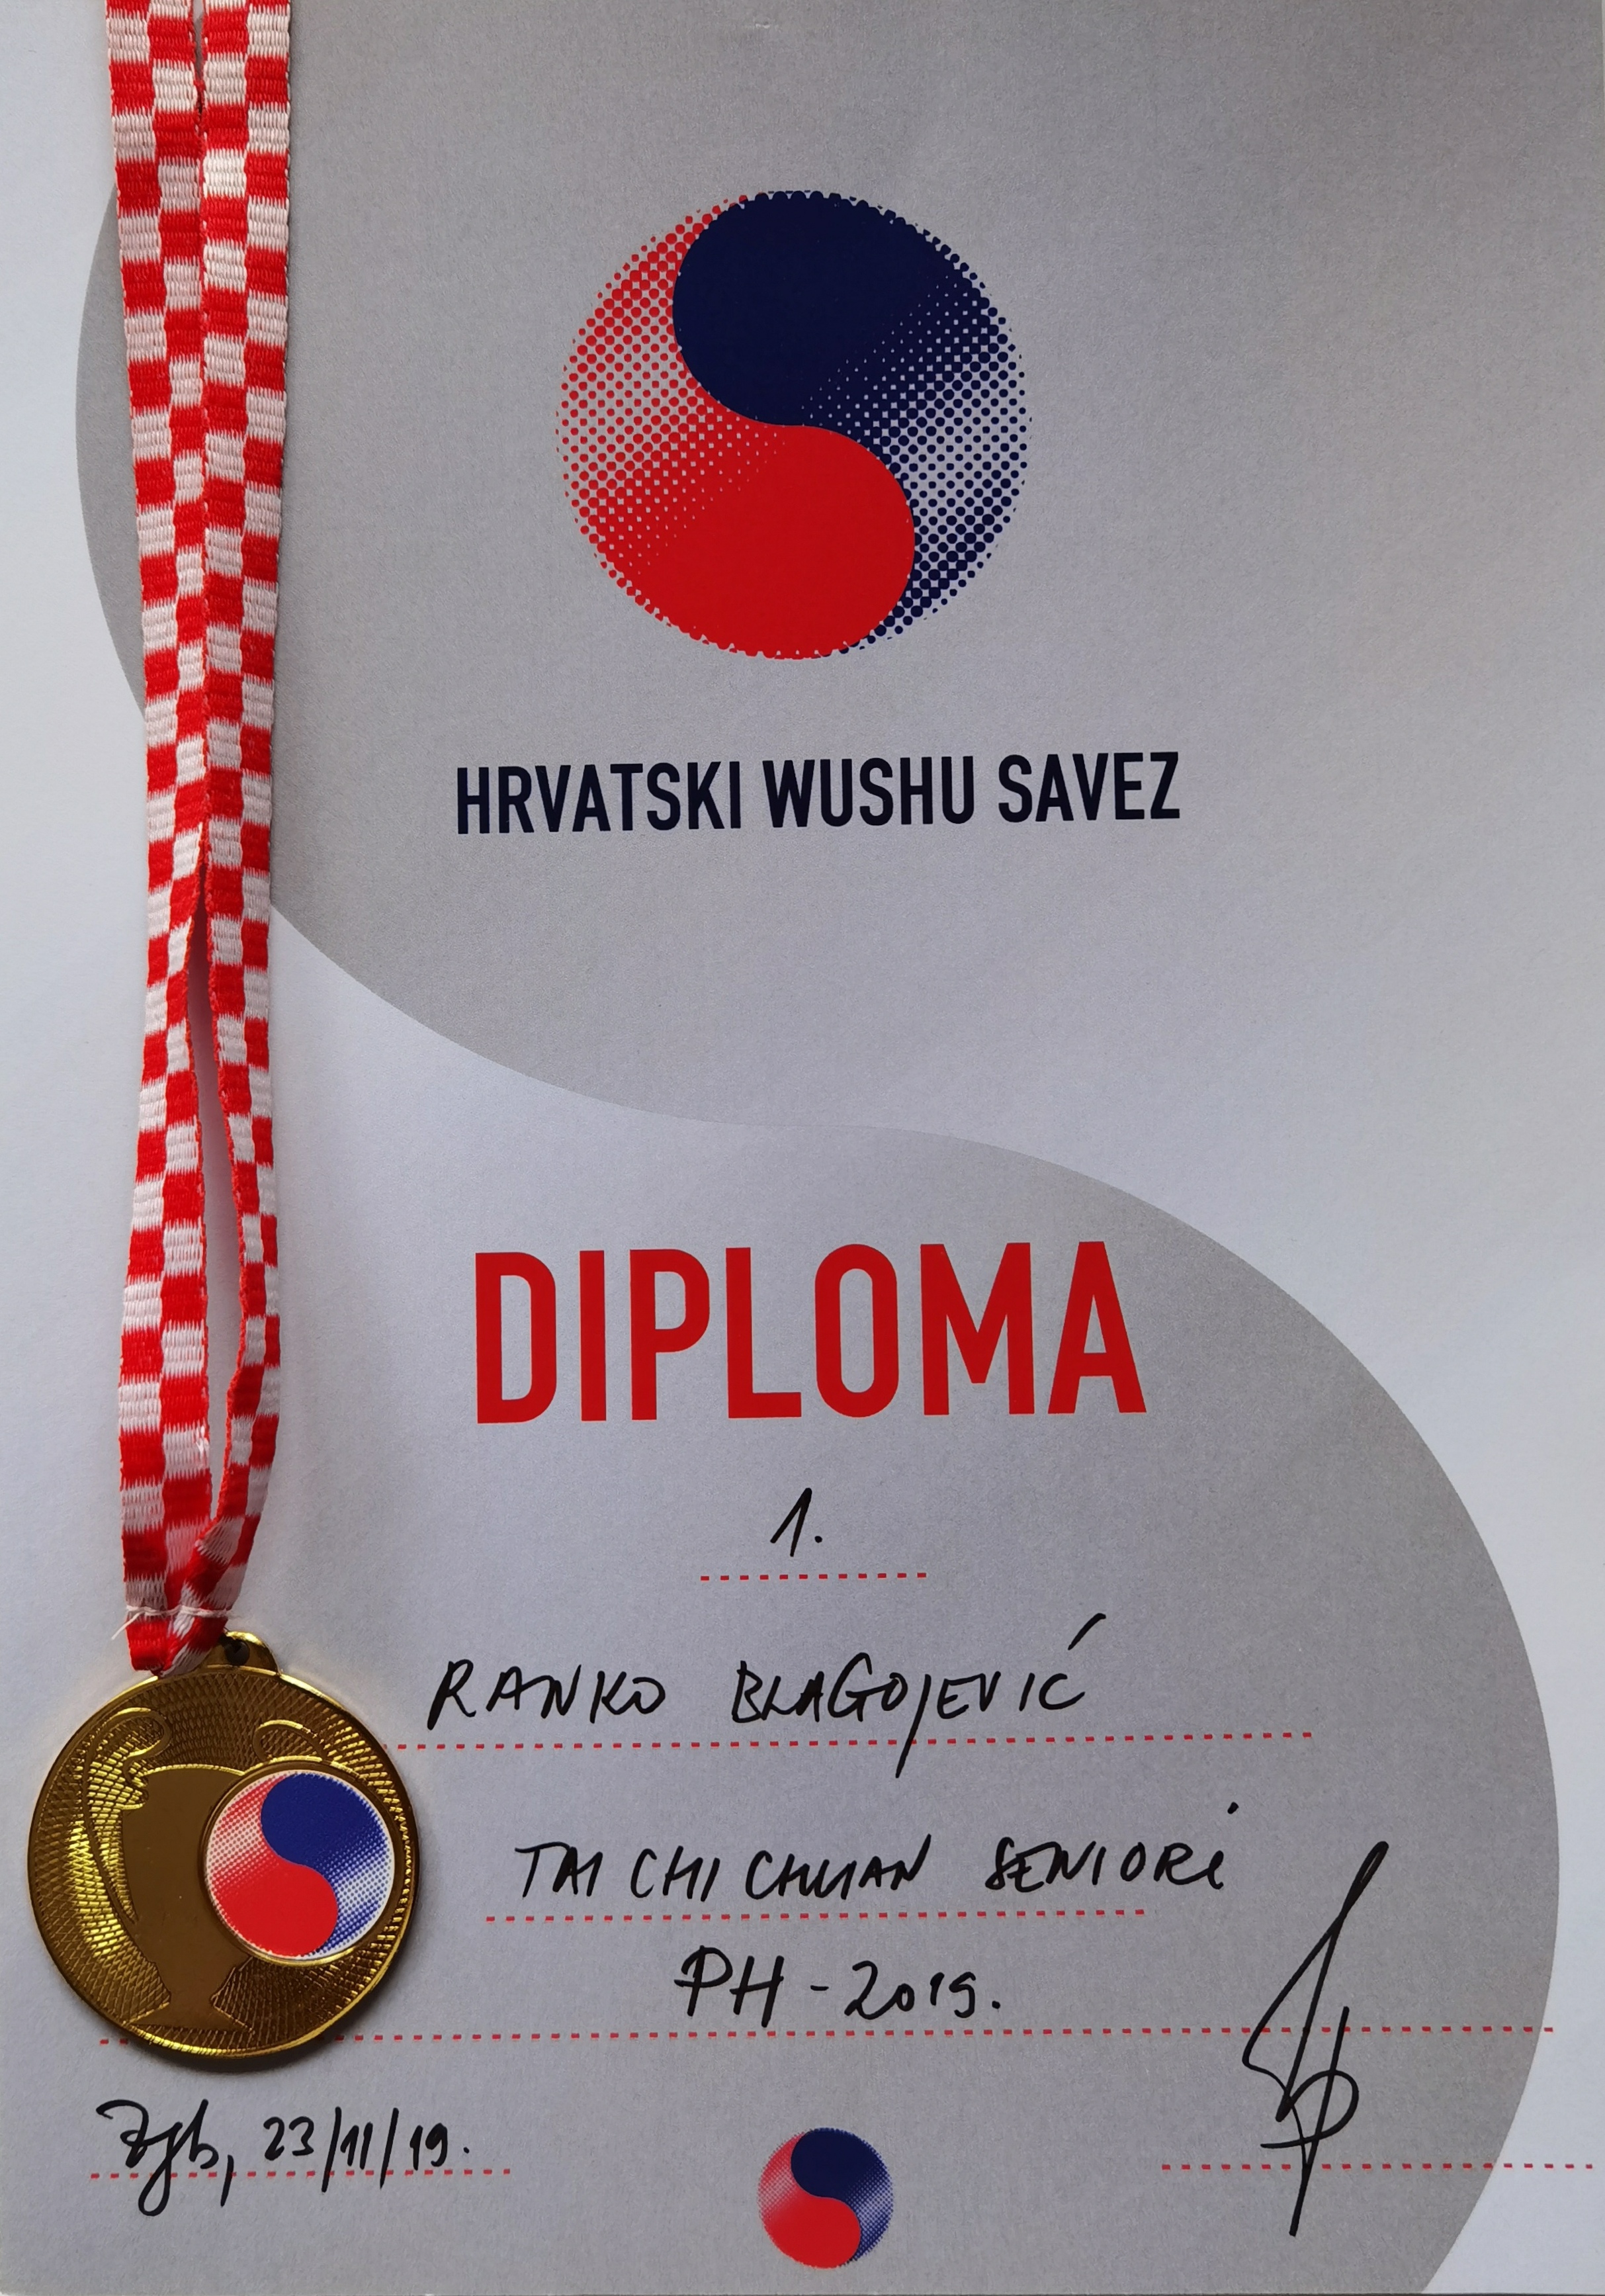 HRVATSKI WUSHU SAVEZ
DIPLOMA
1.
RANKO BLAGOJEVIĆ
TAI CHI CHUAN SENIORi
PH-2019.
Zgb, 23/11/19.